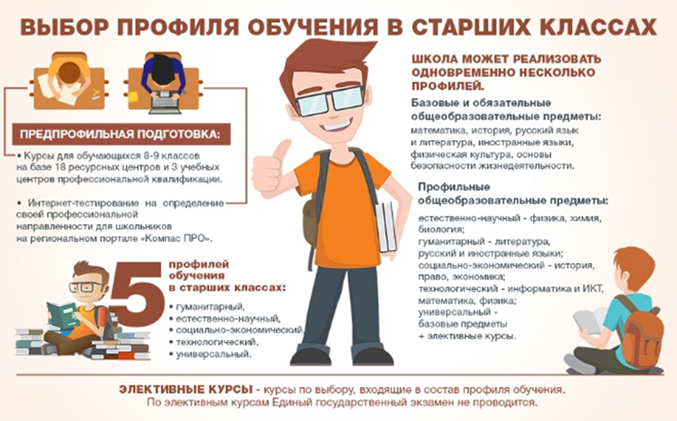 ВЫБОР ПРОФИЛЯ ОБУЧЕНИЯ В СТАРШИХ КЛАССАХ
ПРЕДПРОФИЛЬНАЯ ПОДГОТОВКА:
• Курсы для обучающихся 8-9 классов
на базе 18 ресурсных центров и 3 учебных
центров профессиональной квалификации.
• Интернет-тестирование на определение
своей профессиональной
направленности для школьников
на региональном портале «Компас ПРО».
5 профилей
обучения
в старших классах:
• гуманитарный,
• естественно-научный,
• социально-экономический,
• технологический,
• универсальный.
ШКОЛА МОЖЕТ РЕАЛИЗОВАТЬ
ОДНОВРЕМЕННО НЕСКОЛЬКО
ПРОФИЛЕЙ.
Базовые и обязательные
общеобразовательные предметы:
математика, история, русский язык
и литература, иностранные языки,
физическая культура, основы
безопасности жизнедеятельности.
Профильные
общеобразовательные предметы:
естественно-научный - физика, химия,
биология;
гуманитарный - литература,
русский и иностранные языки;
социально-экономический - история,
право, экономика;
технологический - информатика и ИКТ,
математика, физика;
универсальный -
базовые предметы
+ элективные курсы.
ЭЛЕКТИВНЫЕ КУРСЫ - курсы по выбору, входящие в состав профиля обучения.
По элективным курсам Единый государственный экзамен не проводится.